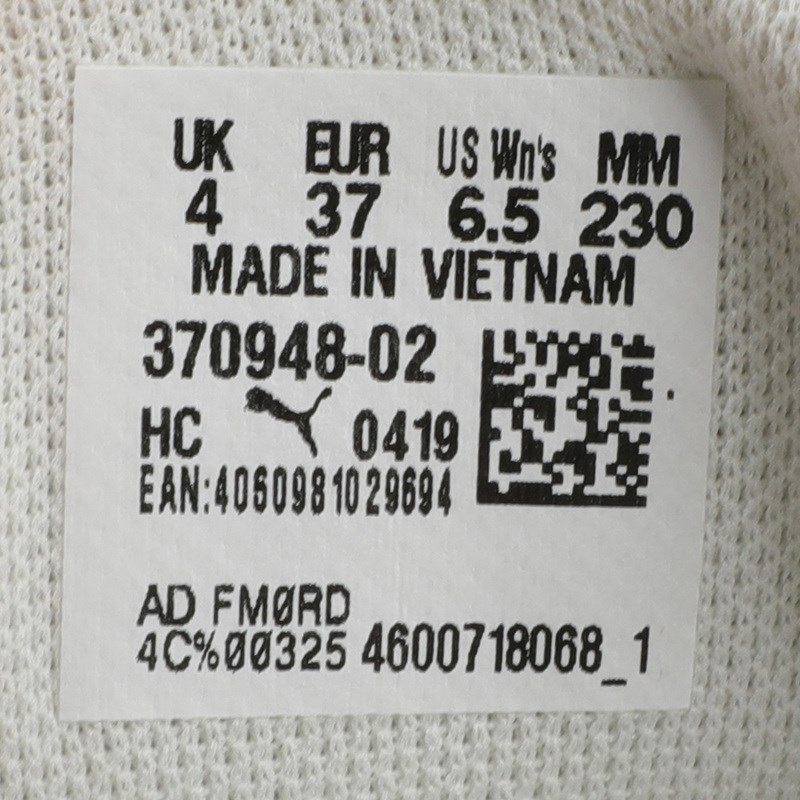 UK EUR US Wn's MM
4 37 6.5 230
MADE IN VIETNAM
370948-02
HC 0419
EAN:4060981029694
AD FMØRD
4C%ØØ325 4600718068_1